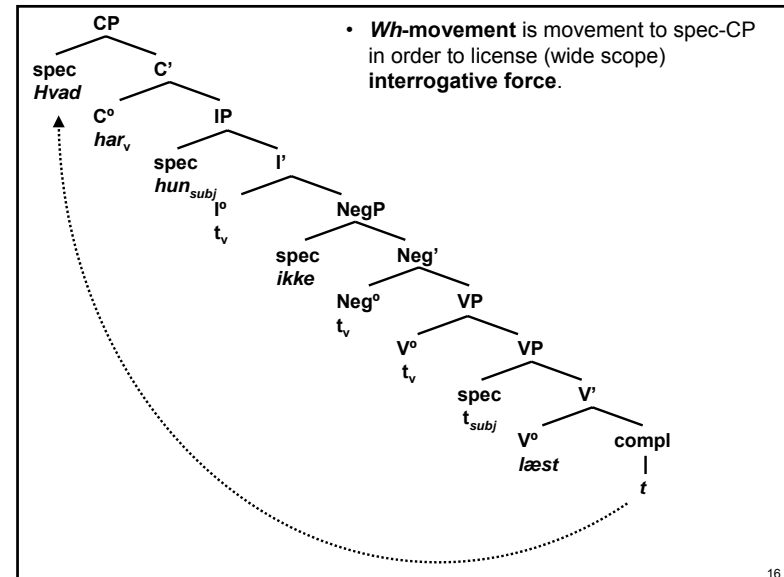 CP
• Wh-movement is movement to spec-CP
in order to license (wide scope)
interrogative force.
spec C’
Hvad
Cº IP
harv
spec I’
hunsubj
Iº NegP
tv
spec Neg’
ikke
Negº VP
tv
Vº VP
tv
spec V’
tsubj
Vº compl
læst
t
16